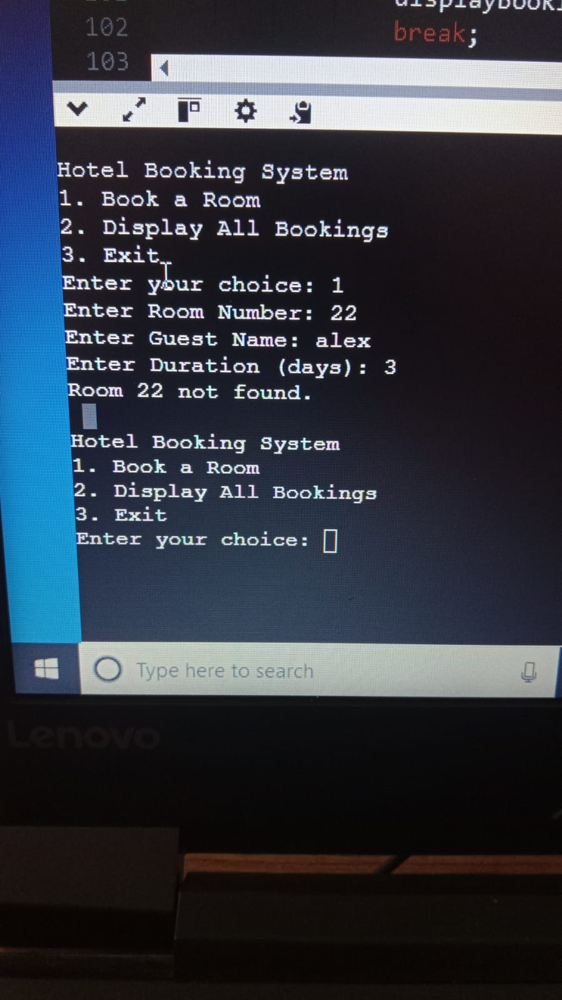 102
break;
103
Hotel Booking System
1. Book a Room
2. Display All Bookings
3. Exit
Enter your choice: 1
Enter Room Number: 22
Enter Guest Name: alex
Enter Duration (days): 3
Room 22 not found.
Hotel Booking System
1. Book a Room
2. Display All Bookings
3. Exit
Enter your choice:
Type here to search
Lenovo